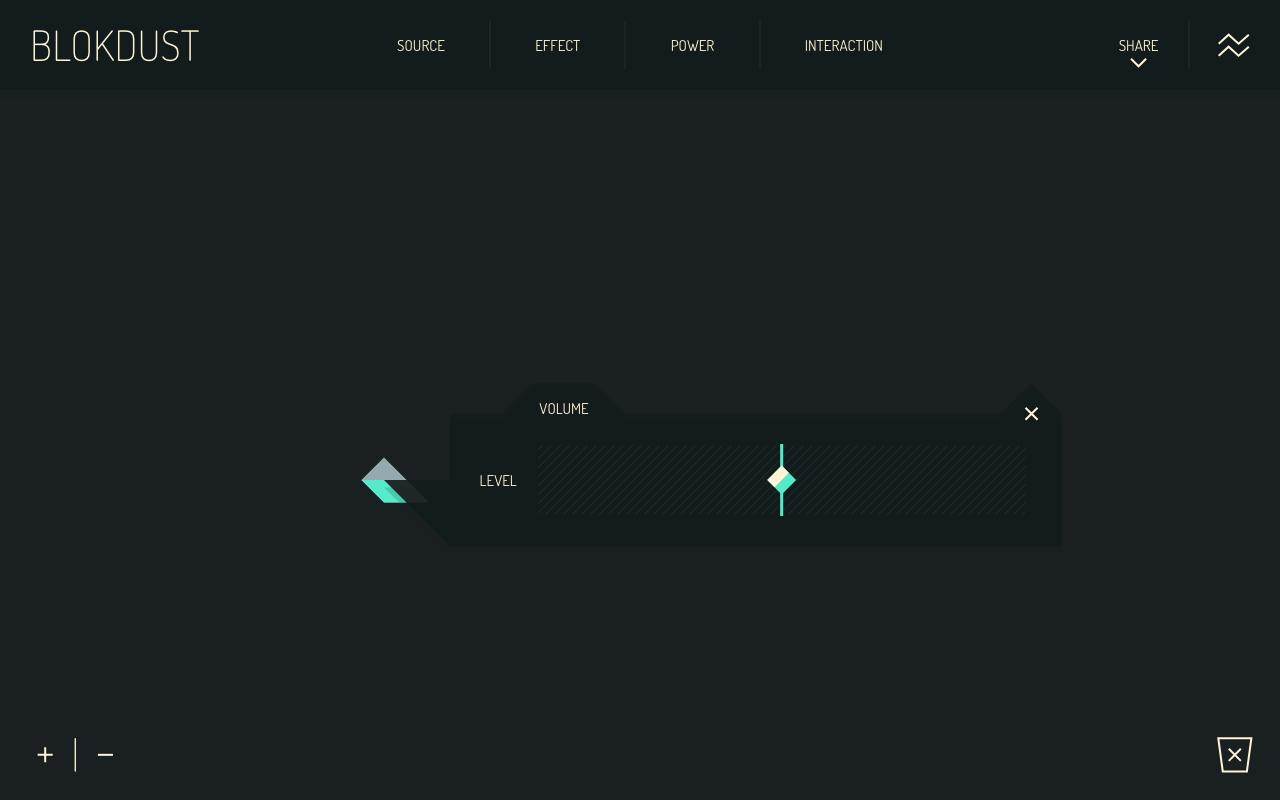 BLOKDUST
SOURCE
EFFECT
POWER
INTERACTION
SHARE
VOLUME
LEVEL